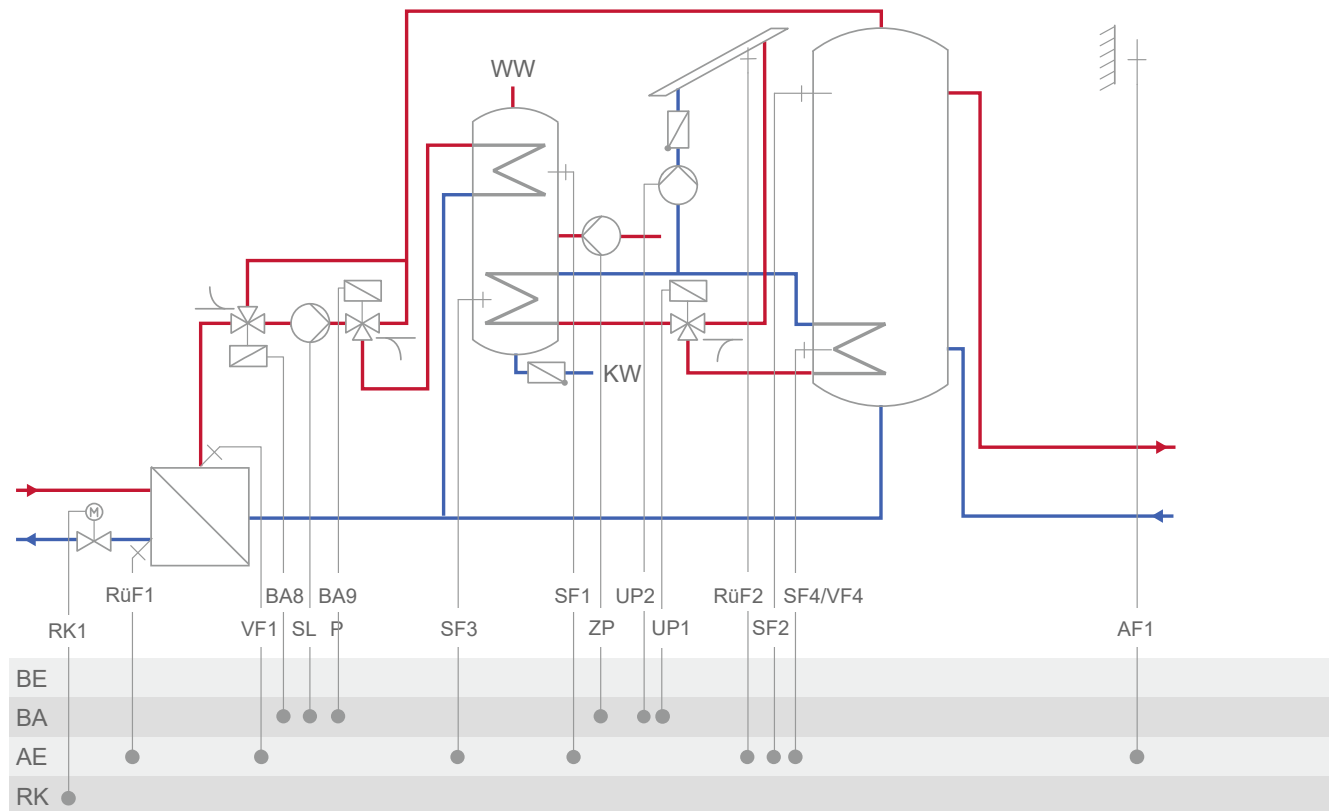 WW
KW
M
RüF1 BA8 BA9 SF1 UP2 RüF2 SF4/VF4
RK1 VF1 SL P SF3 ZP UP1 SF2 AF1
BE
BA
AE
RK